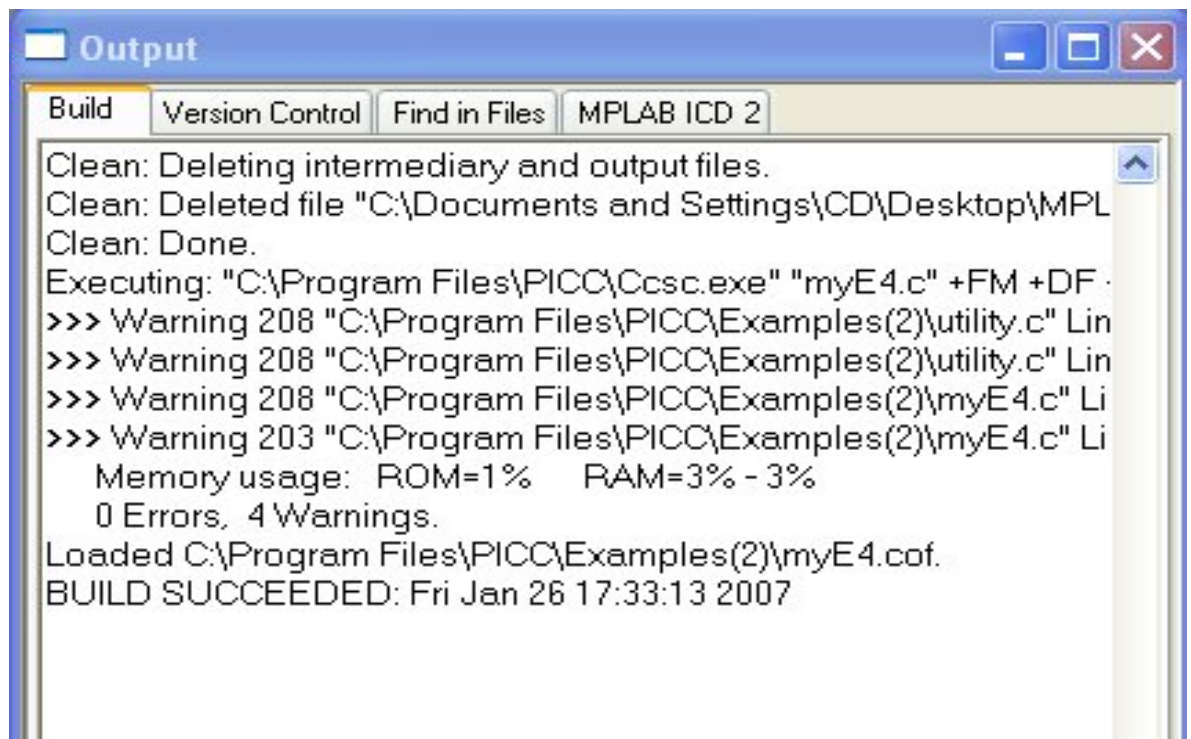 Output
Build Version Control Find in Files MPLAB ICD 2
Clean: Deleting intermediary and output files.
Clean: Deleted file "C:\Documents and Settings\CD\Desktop\MPL
Clean: Done.
Executing: "C:\Program Files\PICC\Ccsc.exe" "myE4.c" +FM +DF -
>>> Warning 208 "C:\Program Files\PICC\Examples(2)\utility.c" Lin
>>> Warning 208 "C:\Program Files\PICC\Examples(2)\utility.c" Lin
>>> Warning 208 "C:\Program Files\PICC\Examples(2)\myE4.c" Li
>>> Warning 203 "C:\Program Files\PICC\Examples(2)\myE4.c" Li
Memory usage: ROM=1% RAM=3% - 3%
0 Errors, 4 Warnings.
Loaded C:\Program Files\PICC\Examples(2)\myE4.cof.
BUILD SUCCEEDED: Fri Jan 26 17:33:13 2007